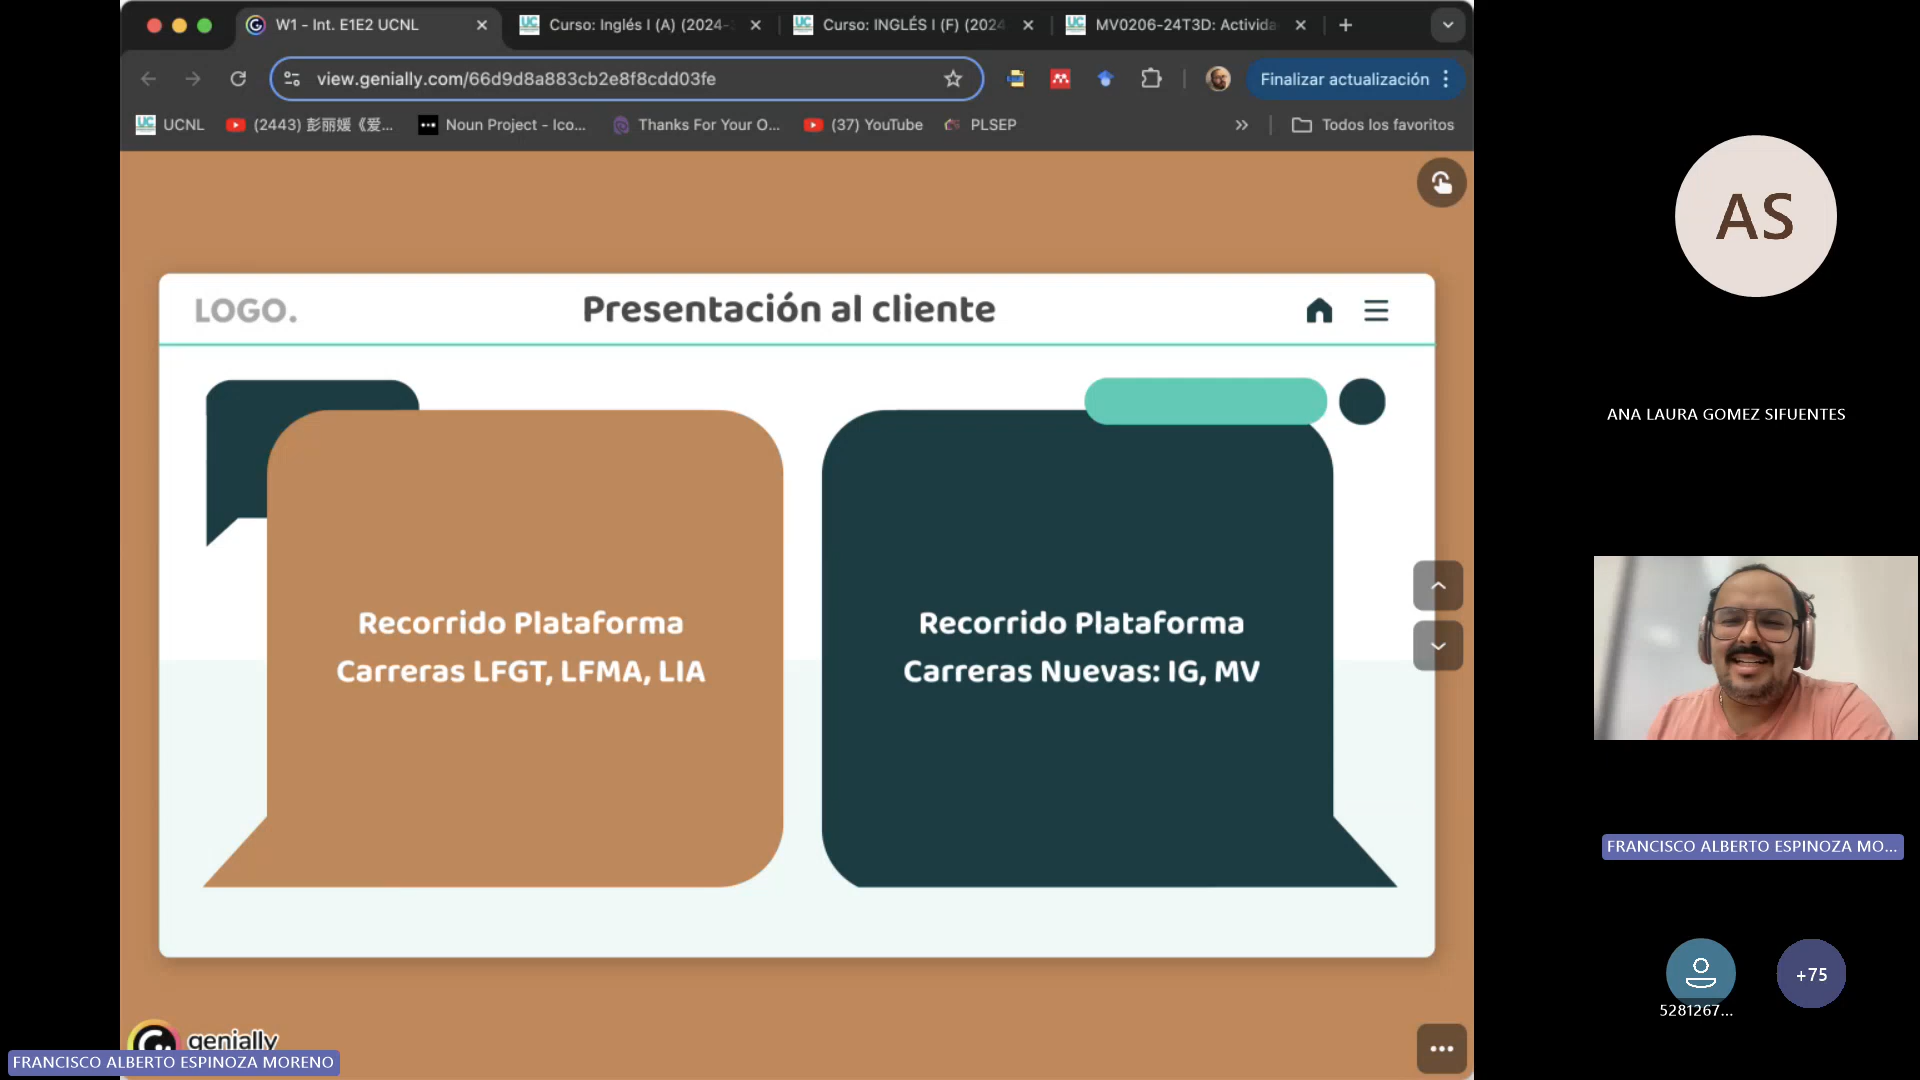 W1 - Int. E1E2 UCNL
Curso: Inglés I (A) (2024-
Curso: INGLÉS I (F) (2024
MV0206-24T3D: Activida
view.genially.com/66d9d8a883cb2e8f8cdd03fe
Finalizar actualización
UCNL
(2443) 彭丽媛《爱...
Noun Project - Ico...
Thanks For Your O...
(37) YouTube
PLSEP
Todos los favoritos
LOGO.
Presentación al cliente
Recorrido Plataforma
Carreras LFGT, LFMA, LIA
Recorrido Plataforma
Carreras Nuevas: IG, MV
genially
FRANCISCO ALBERTO ESPINOZA MORENO
AS
ANA LAURA GOMEZ SIFUENTES
FRANCISCO ALBERTO ESPINOZA MO...
5281267...
+75